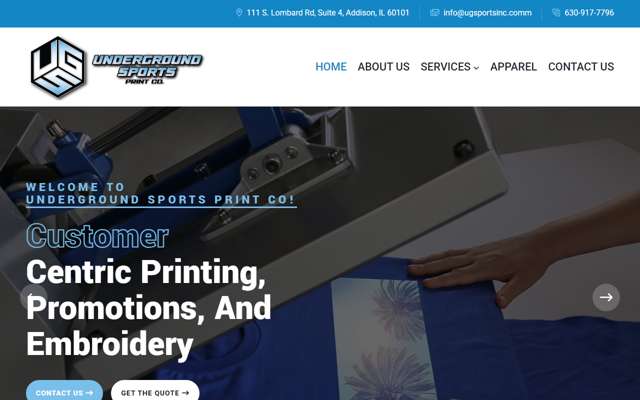 111 S. Lombard Rd, Suite 4, Addison, IL 60101
info@ugsportsinc.comm
630-917-7796
UGSS
UNDERGROUND
SPORTS
PRINT CO.
HOME ABOUT US SERVICES APPAREL CONTACT US
WELCOME TO
UNDERGROUND SPORTS PRINT CO!
Customer
Centric Printing,
Promotions, And
Embroidery
CONTACT US
GET THE QUOTE